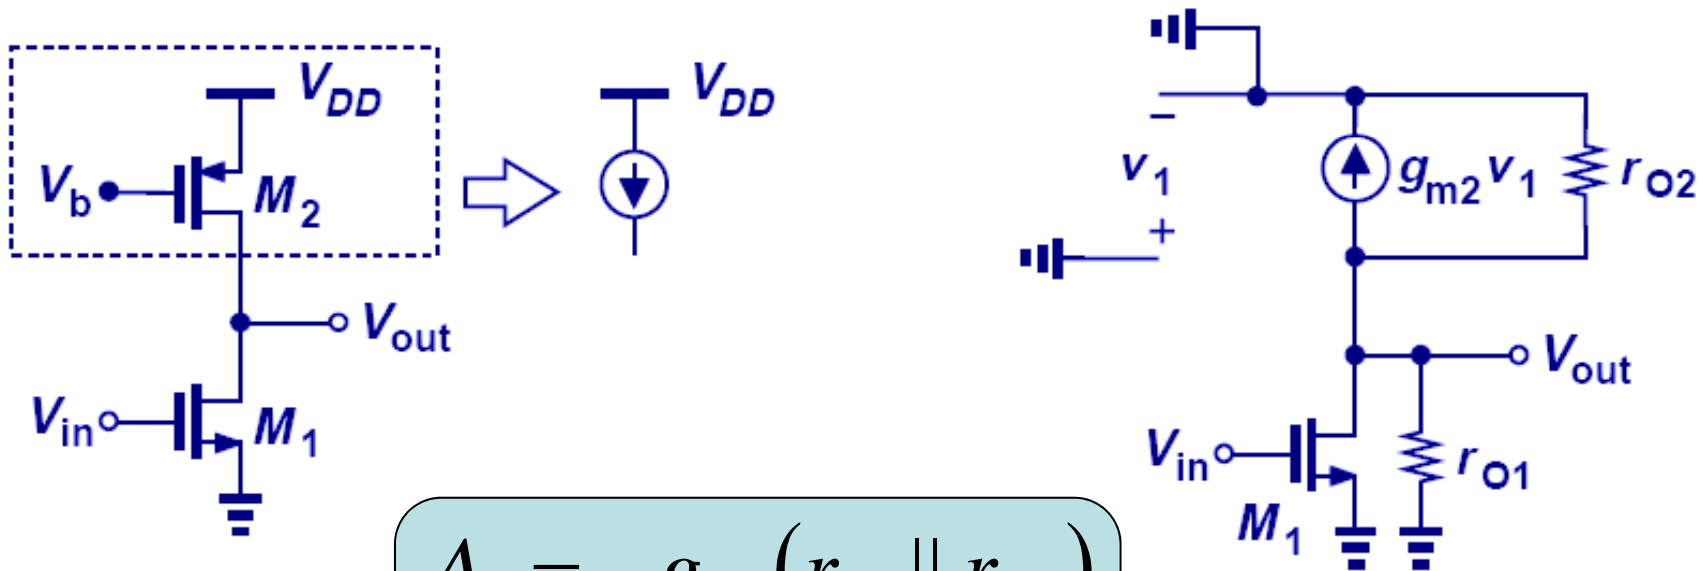 V_DD
V_b
M_2
V_out
V_in
M_1
V_DD
−
v_1
+
g_m2 v_1
r_O2
V_out
V_in
r_O1
M_1